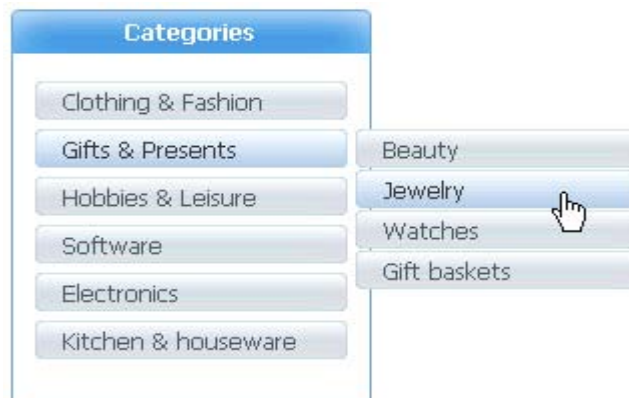 Categories
Clothing & Fashion
Gifts & Presents
Beauty
Jewelry
Hobbies & Leisure
Watches
Software
Gift baskets
Electronics
Kitchen & houseware